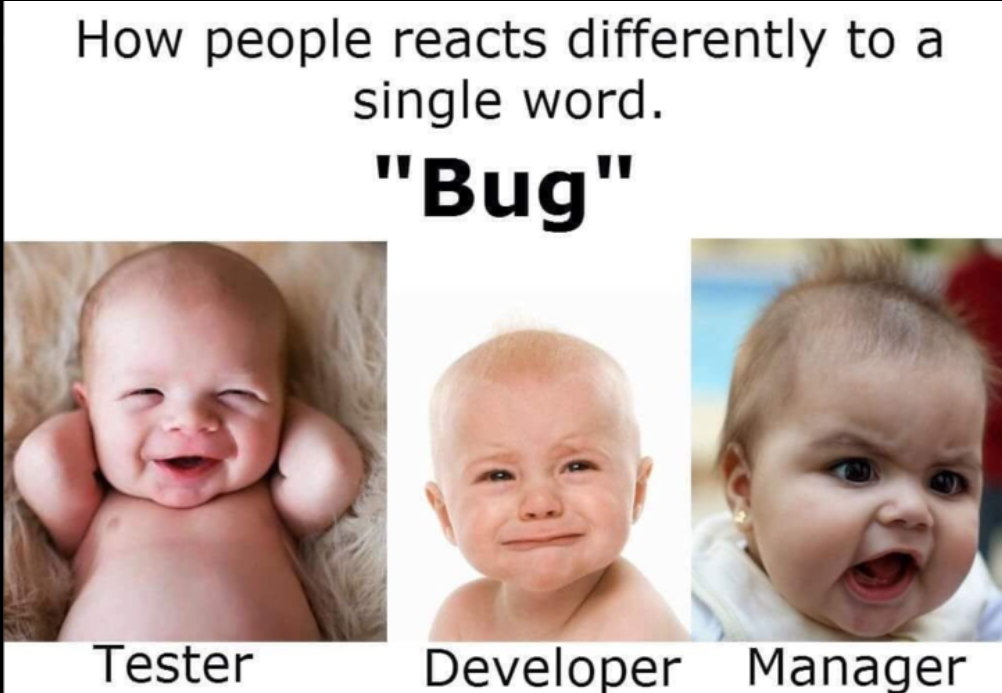 How people reacts differently to a
single word.
"Bug"
Tester
Developer
Manager